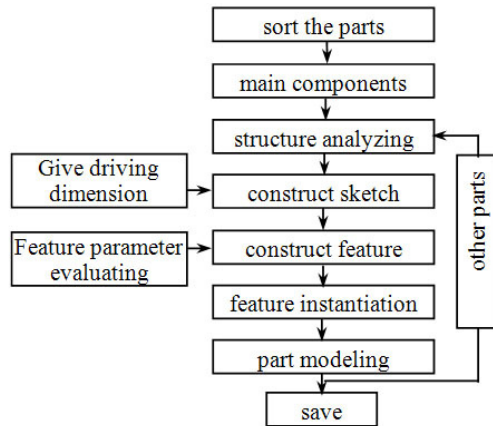 sort the parts
main components
structure analyzing
Give driving
dimension
construct sketch
Feature parameter
evaluating
construct feature
other parts
feature instantiation
part modeling
save